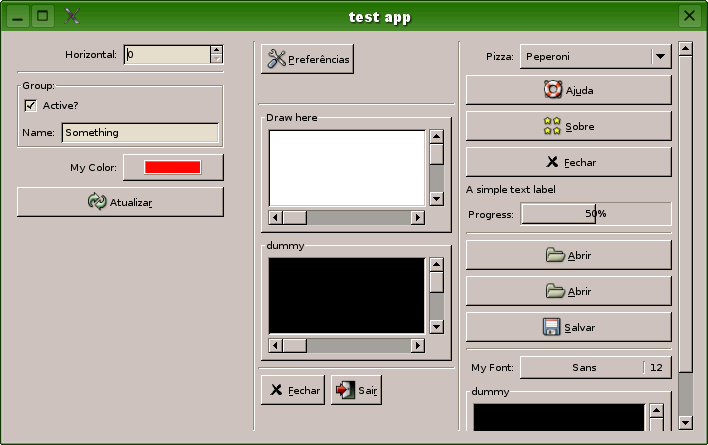 test app
Horizontal: 0
Group:
Active?
Name: Something
My Color:
Atualizar
Preferências
Draw here
dummy
Fechar
Sair
Pizza: Peperoni
Ajuda
Sobre
Fechar
A simple text label
Progress: 50%
Abrir
Abrir
Salvar
My Font: Sans 12
dummy